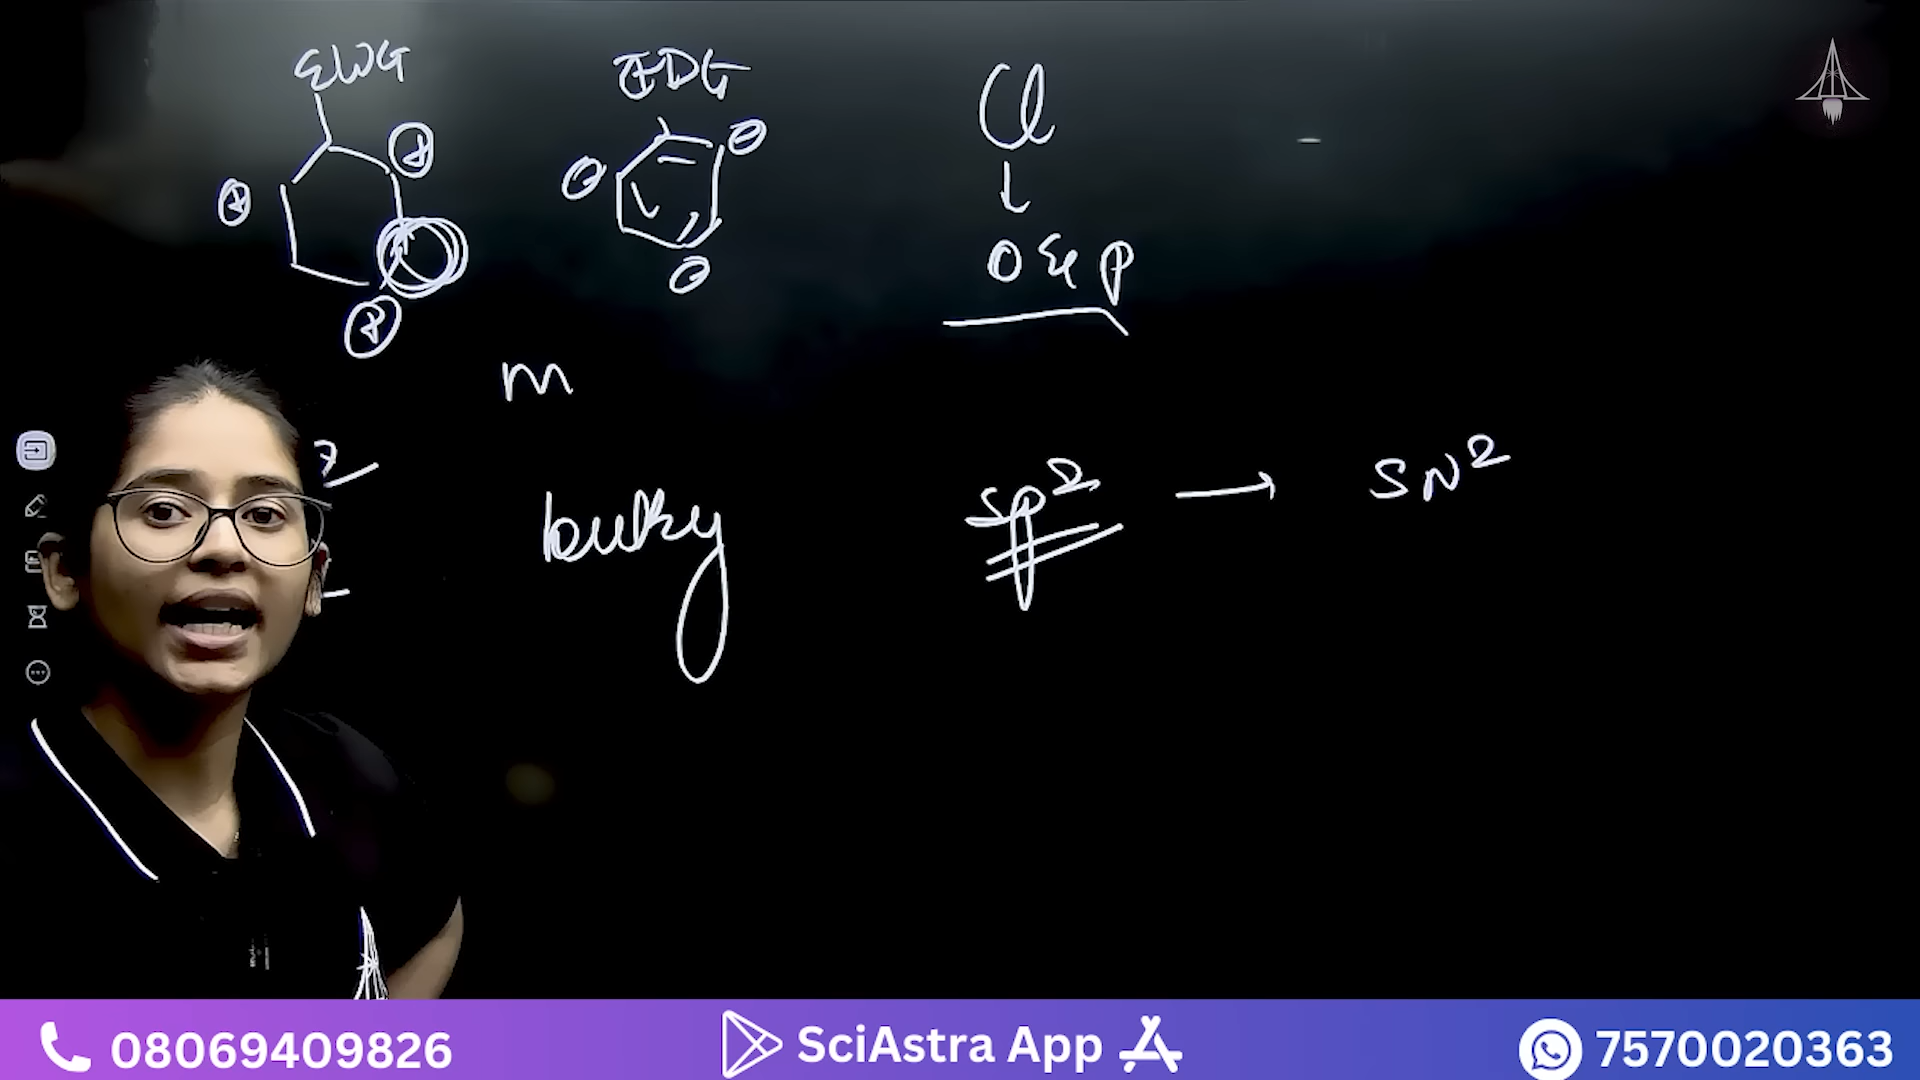 EWG EDG Cl
⊕ ⊕ ⊖ ⊖
⊕ ⊖
↓
O & P
m
bulky sp² → SN²
08069409826 SciAstra App 7570020363